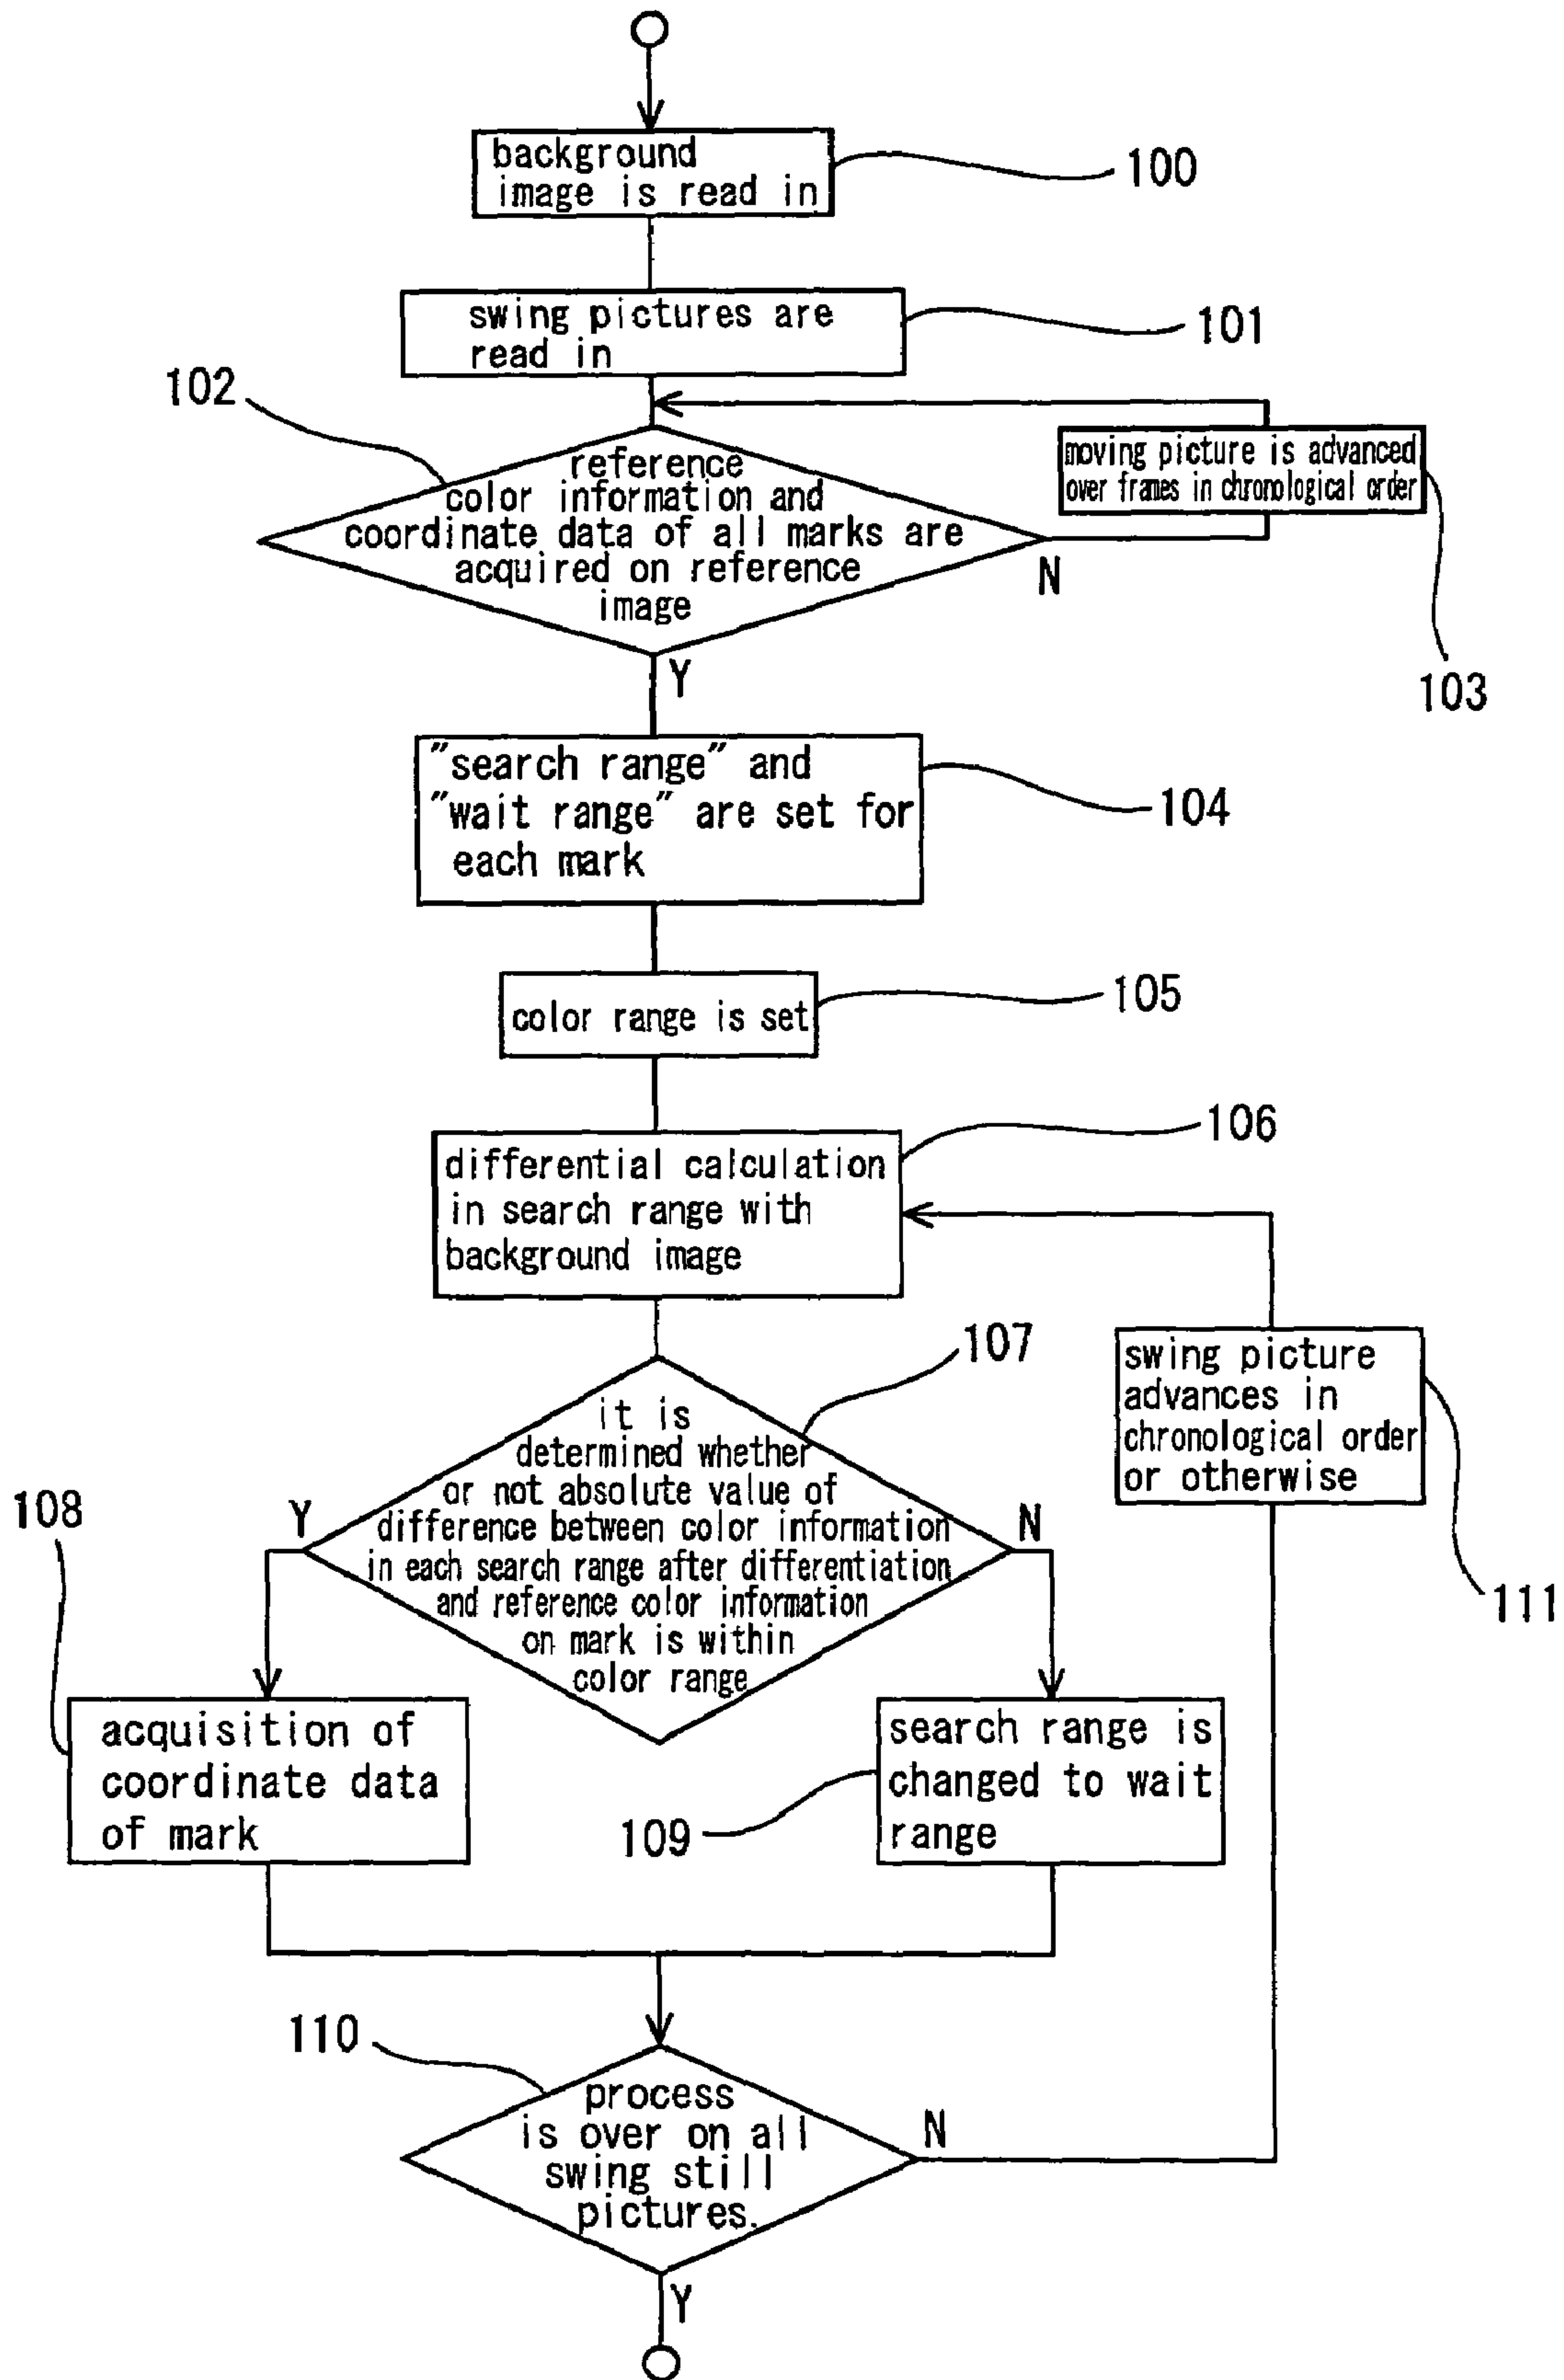 background
image is read in
100
swing pictures are
read in
101
102
reference
color information and
coordinate data of all marks are
acquired on reference
image
moving picture is advanced
over frames in chronological order
N
103
Y
"search range" and
"wait range" are set for
each mark
104
color range is set
105
differential calculation
in search range with
background image
106
107
it is
determined whether
or not absolute value of
difference between color information
in each search range after differentiation
and reference color information
on mark is within
color range
Y
N
swing picture
advances in
chronological order
or otherwise
111
108
acquisition of
coordinate data
of mark
search range is
changed to wait
range
109
110
process
is over on all
swing still
pictures.
N
Y